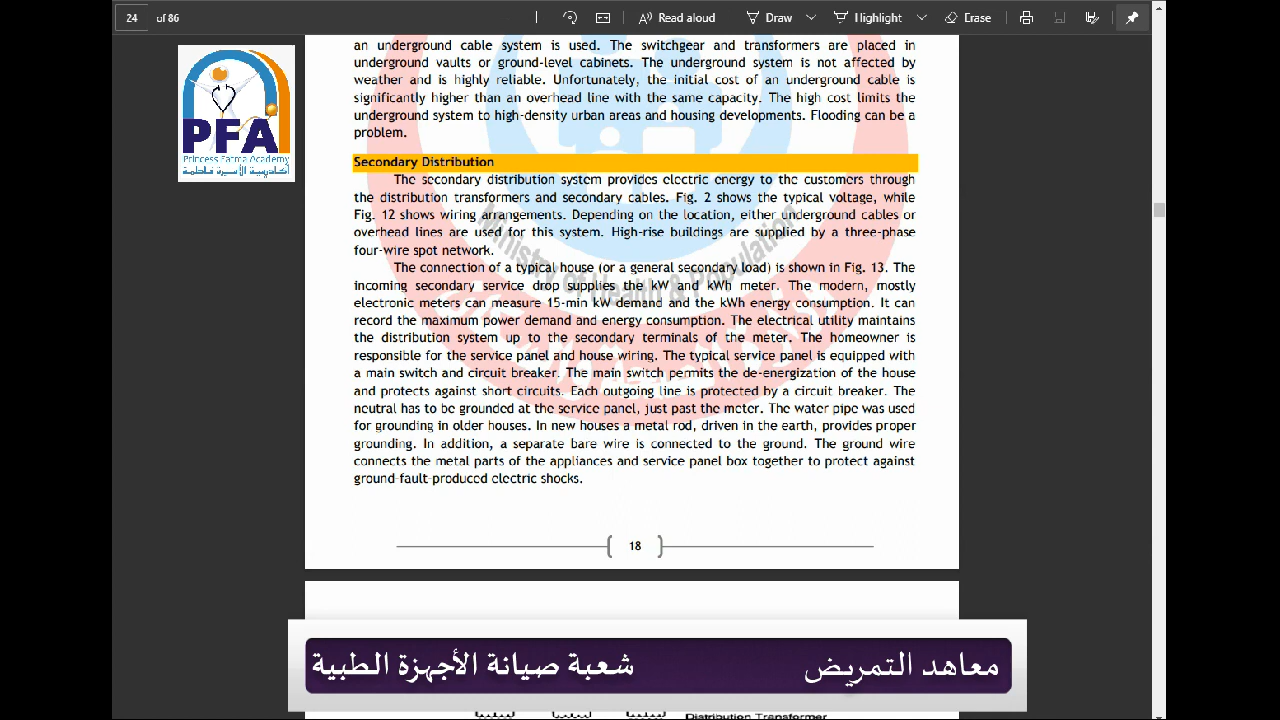 24 of 86
Read aloud
Draw
Highlight
Erase
PFA
Princess Fatma Academy
أكاديمية الأميرة فاطمة
an underground cable system is used. The switchgear and transformers are placed in
underground vaults or ground-level cabinets. The underground system is not affected by
weather and is highly reliable. Unfortunately, the initial cost of an underground cable is
significantly higher than an overhead line with the same capacity. The high cost limits the
underground system to high-density urban areas and housing developments. Flooding can be a
problem.
Secondary Distribution
The secondary distribution system provides electric energy to the customers through
the distribution transformers and secondary cables. Fig. 2 shows the typical voltage, while
Fig. 12 shows wiring arrangements. Depending on the location, either underground cables or
overhead lines are used for this system. High-rise buildings are supplied by a three-phase
four-wire spot network.
The connection of a typical house (or a general secondary load) is shown in Fig. 13. The
incoming secondary service drop supplies the kW and kWh meter. The modern, mostly
electronic meters can measure 15-min kW demand and the kWh energy consumption. It can
record the maximum power demand and energy consumption. The electrical utility maintains
the distribution system up to the secondary terminals of the meter. The homeowner is
responsible for the service panel and house wiring. The typical service panel is equipped with
a main switch and circuit breaker. The main switch permits the de-energization of the house
and protects against short circuits. Each outgoing line is protected by a circuit breaker. The
neutral has to be grounded at the service panel, just past the meter. The water pipe was used
for grounding in older houses. In new houses a metal rod, driven in the earth, provides proper
grounding. In addition, a separate bare wire is connected to the ground. The ground wire
connects the metal parts of the appliances and service panel box together to protect against
ground-fault-produced electric shocks.
Ministry of Health & Population
18
معاهد التمريض شعبة صيانة الأجهزة الطبية
Distribution Transformer